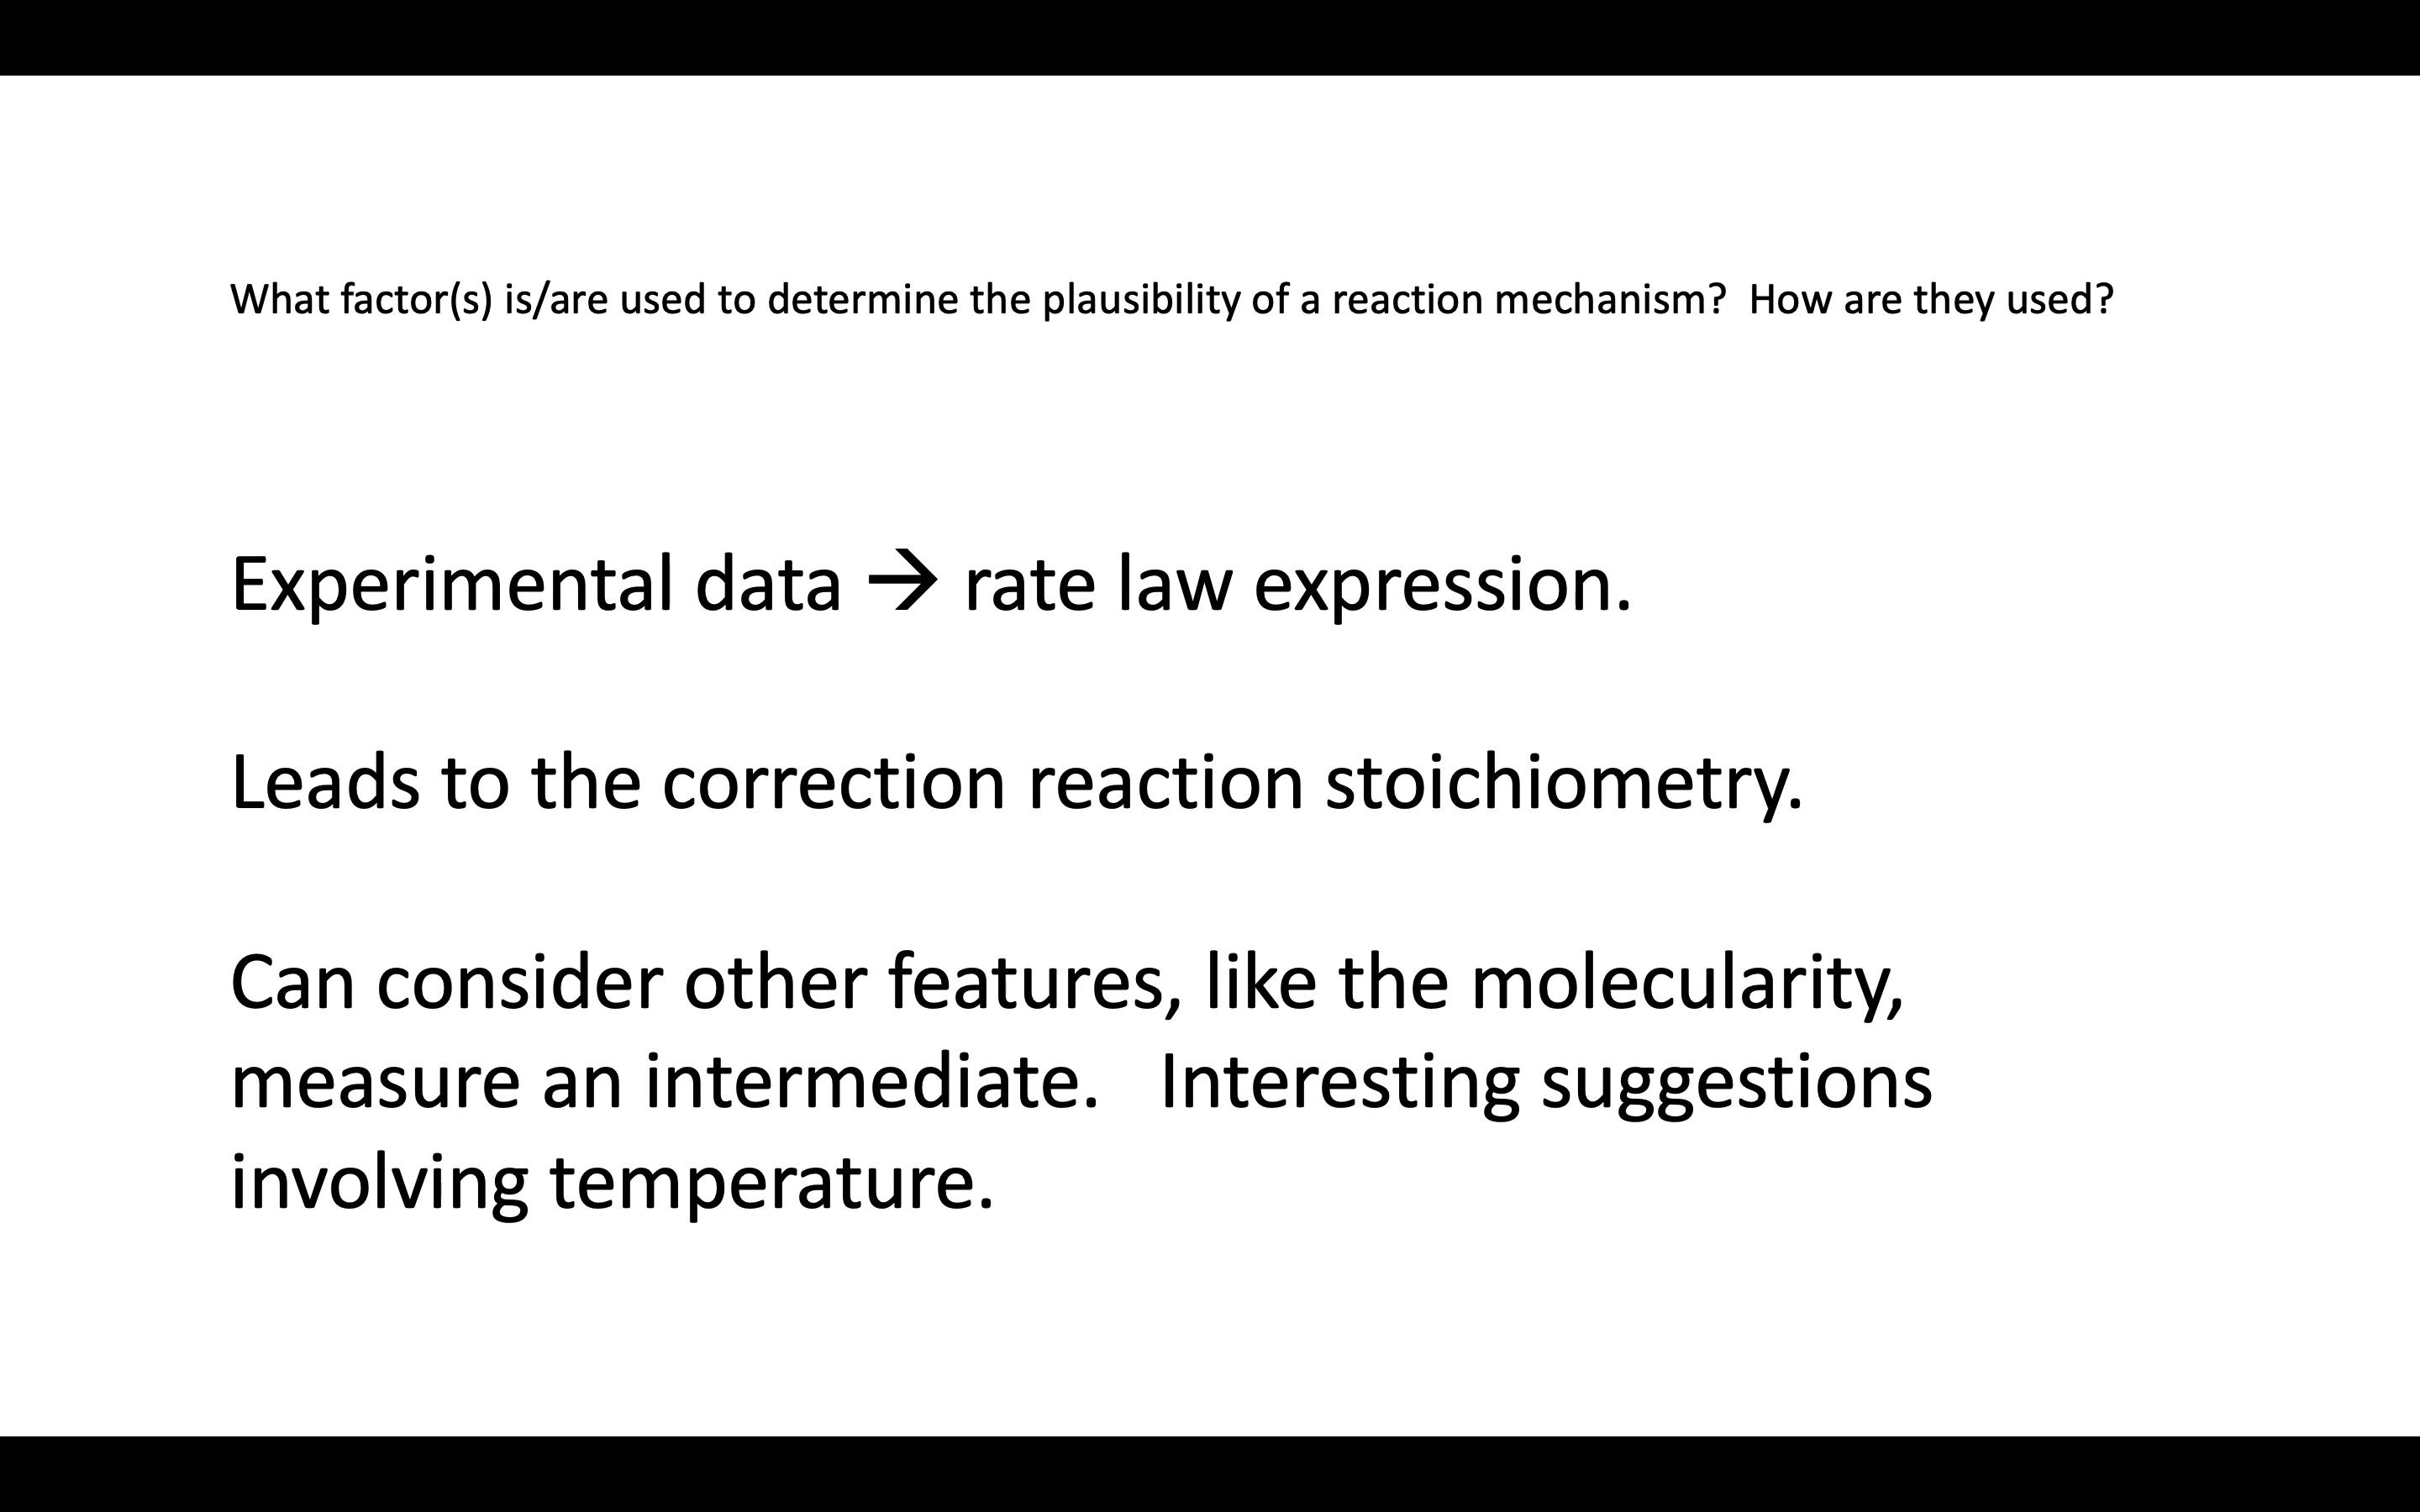 What factor(s) is/are used to determine the plausibility of a reaction mechanism?  How are they used?
Experimental data → rate law expression.
Leads to the correction reaction stoichiometry.
Can consider other features, like the molecularity,
measure an intermediate.   Interesting suggestions
involving temperature.